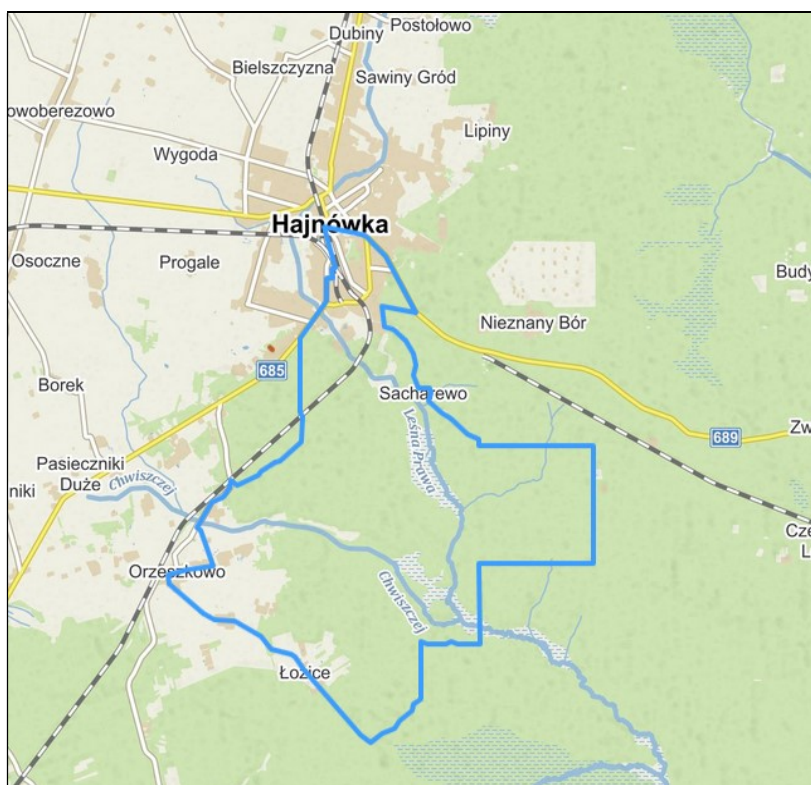 Postołowo
Dubiny
Bielszczyzna
Sawiny Gród
owoberezowo
Lipiny
Wygoda
Hajnówka
Osoczne
Progale
Budy
Nieznany Bór
685
Borek
Sacharewo
Zw
689
Leśna Prawa
Pasieczniki
Duże
Chwiszczej
niki
Cze
L
Orzeszkowo
Chwiszczej
Łozice